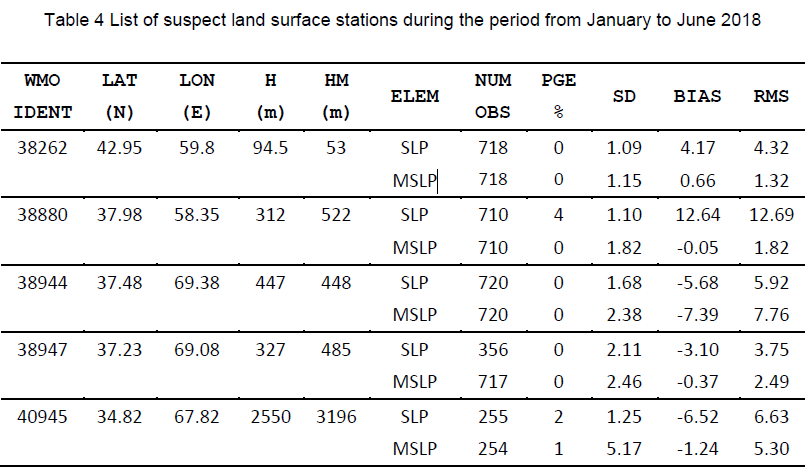 Table 4 List of suspect land surface stations during the period from January to June 2018
WMO LAT LON H HM ELEM NUM PGE SD BIAS RMS
IDENT (N) (E) (m) (m) OBS %
38262 42.95 59.8 94.5 53 SLP 718 0 1.09 4.17 4.32
MSLP 718 0 1.15 0.66 1.32
38880 37.98 58.35 312 522 SLP 710 4 1.10 12.64 12.69
MSLP 710 0 1.82 -0.05 1.82
38944 37.48 69.38 447 448 SLP 720 0 1.68 -5.68 5.92
MSLP 720 0 2.38 -7.39 7.76
38947 37.23 69.08 327 485 SLP 356 0 2.11 -3.10 3.75
MSLP 717 0 2.46 -0.37 2.49
40945 34.82 67.82 2550 3196 SLP 255 2 1.25 -6.52 6.63
MSLP 254 1 5.17 -1.24 5.30